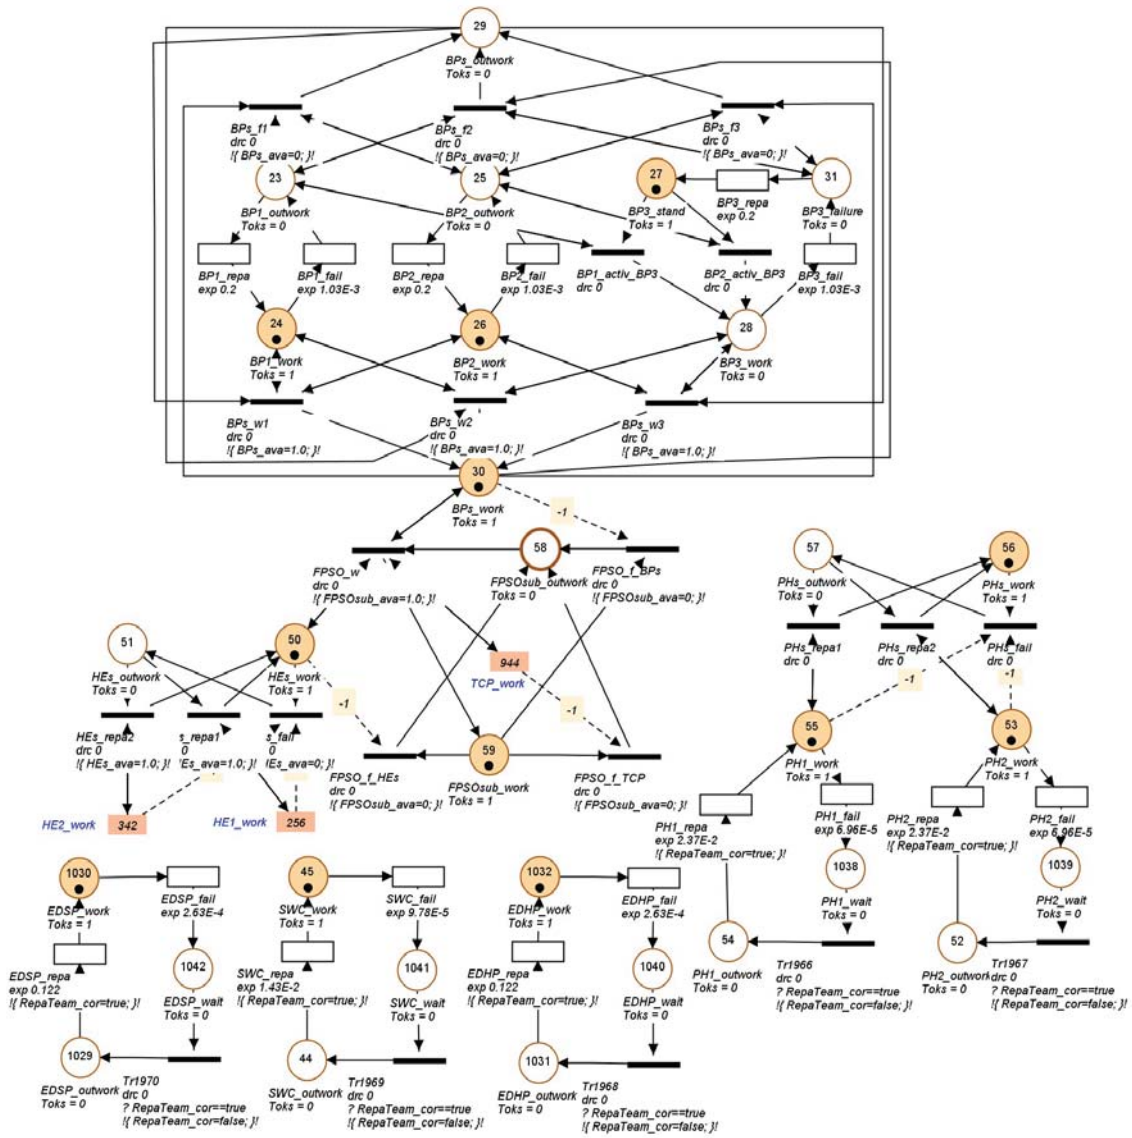 29
BPs_outwork
Toks = 0
BPs_f1
drc 0
!{ BPs_ava=0; }!
BPs_f2
drc 0
!{ BPs_ava=0; }!
BPs_f3
drc 0
!{ BPs_ava=0; }!
23
BP1_outwork
Toks = 0
25
BP2_outwork
Toks = 0
27
BP3_stand
Toks = 1
BP3_repa
exp 0.2
31
BP3_failure
Toks = 0
BP1_repa
exp 0.2
BP1_fail
exp 1.03E-3
BP2_repa
exp 0.2
BP2_fail
exp 1.03E-3
BP1_activ_BP3
drc 0
BP2_activ_BP3
drc 0
BP3_fail
exp 1.03E-3
24
BP1_work
Toks = 1
26
BP2_work
Toks = 1
28
BP3_work
Toks = 0
BPs_w1
drc 0
!{ BPs_ava=1.0; }!
BPs_w2
drc 0
!{ BPs_ava=1.0; }!
BPs_w3
drc 0
!{ BPs_ava=1.0; }!
30
BPs_work
Toks = 1
-1
FPSO_w
drc 0
!{ FPSOsub_ava=1.0; }!
58
FPSOsub_outwork
Toks = 0
FPSO_f_BPs
drc 0
!{ FPSOsub_ava=0; }!
57
PHs_outwork
Toks = 0
56
PHs_work
Toks = 1
51
HEs_outwork
Toks = 0
50
HEs_work
Toks = 1
-1
944
TCP_work
-1
PHs_repa1
drc 0
PHs_repa2
drc 0
PHs_fail
drc 0
-1
-1
HEs_repa2
drc 0
!{ HEs_ava=1.0; }!
s_repa1
0
!Es_ava=1.0; }!
s_fail
0
!Es_ava=0; }!
FPSO_f_HEs
drc 0
!{ FPSOsub_ava=0; }!
59
FPSOsub_work
Toks = 1
FPSO_f_TCP
drc 0
!{ FPSOsub_ava=0; }!
55
PH1_work
Toks = 1
53
PH2_work
Toks = 1
HE2_work
342
HE1_work
256
PH1_repa
exp 2.37E-2
!{ RepaTeam_cor=true; }!
PH1_fail
exp 6.96E-5
PH2_repa
exp 2.37E-2
!{ RepaTeam_cor=true; }!
PH2_fail
exp 6.96E-5
1038
PH1_wait
Toks = 0
1039
PH2_wait
Toks = 0
1030
EDSP_work
Toks = 1
EDSP_fail
exp 2.63E-4
45
SWC_work
Toks = 1
SWC_fail
exp 9.78E-5
1032
EDHP_work
Toks = 1
EDHP_fail
exp 2.63E-4
54
PH1_outwork
Toks = 0
Tr1966
drc 0
? RepaTeam_cor==true
!{ RepaTeam_cor=false; }!
52
PH2_outwork
Toks = 0
Tr1967
drc 0
? RepaTeam_cor==true
!{ RepaTeam_cor=false; }!
EDSP_repa
exp 0.122
!{ RepaTeam_cor=true; }!
1042
EDSP_wait
Toks = 0
SWC_repa
exp 1.43E-2
!{ RepaTeam_cor=true; }!
1041
SWC_wait
Toks = 0
EDHP_repa
exp 0.122
!{ RepaTeam_cor=true; }!
1040
EDHP_wait
Toks = 0
1029
EDSP_outwork
Toks = 0
Tr1970
drc 0
? RepaTeam_cor==true
!{ RepaTeam_cor=false; }!
44
SWC_outwork
Toks = 0
Tr1969
drc 0
? RepaTeam_cor==true
!{ RepaTeam_cor=false; }!
1031
EDHP_outwork
Toks = 0
Tr1968
drc 0
? RepaTeam_cor==true
!{ RepaTeam_cor=false; }!